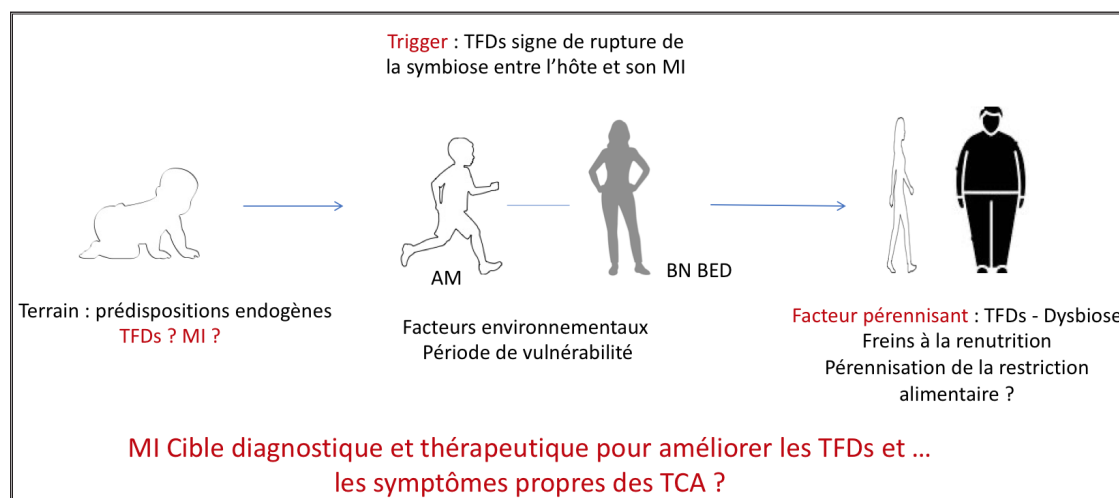 Trigger : TFDs signe de rupture de
la symbiose entre l'hôte et son MI
AM
BN BED
Terrain : prédispositions endogènes
TFDs ? MI ?
Facteurs environnementaux
Période de vulnérabilité
Facteur pérennisant : TFDs - Dysbiose
Freins à la renutrition
Pérennisation de la restriction
alimentaire ?
MI Cible diagnostique et thérapeutique pour améliorer les TFDs et ...
les symptômes propres des TCA ?